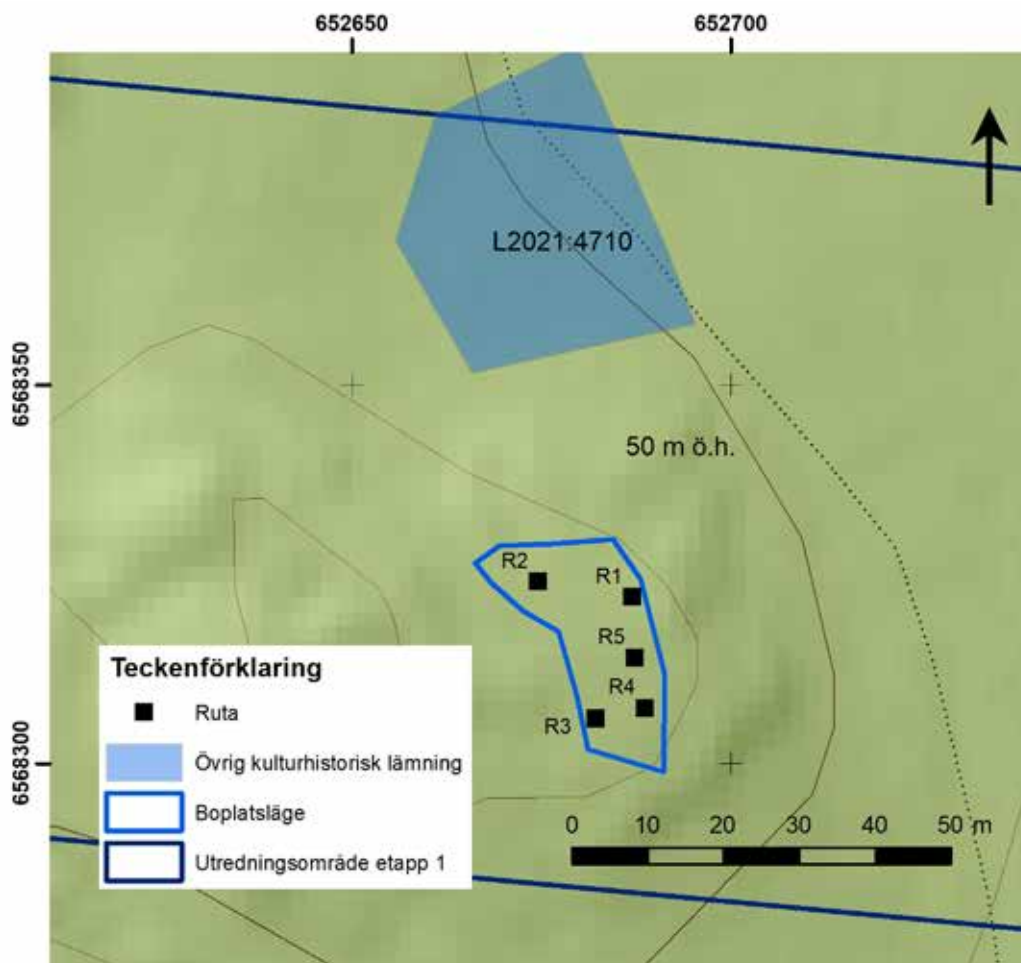 652650
652700
L2021:4710
6568350
50 m ö.h.
R2
R1
R5
R4
R3
6568300
Teckenförklaring
Ruta
Övrig kulturhistorisk lämning
Boplatsläge
Utredningsområde etapp 1
0 10 20 30 40 50 m